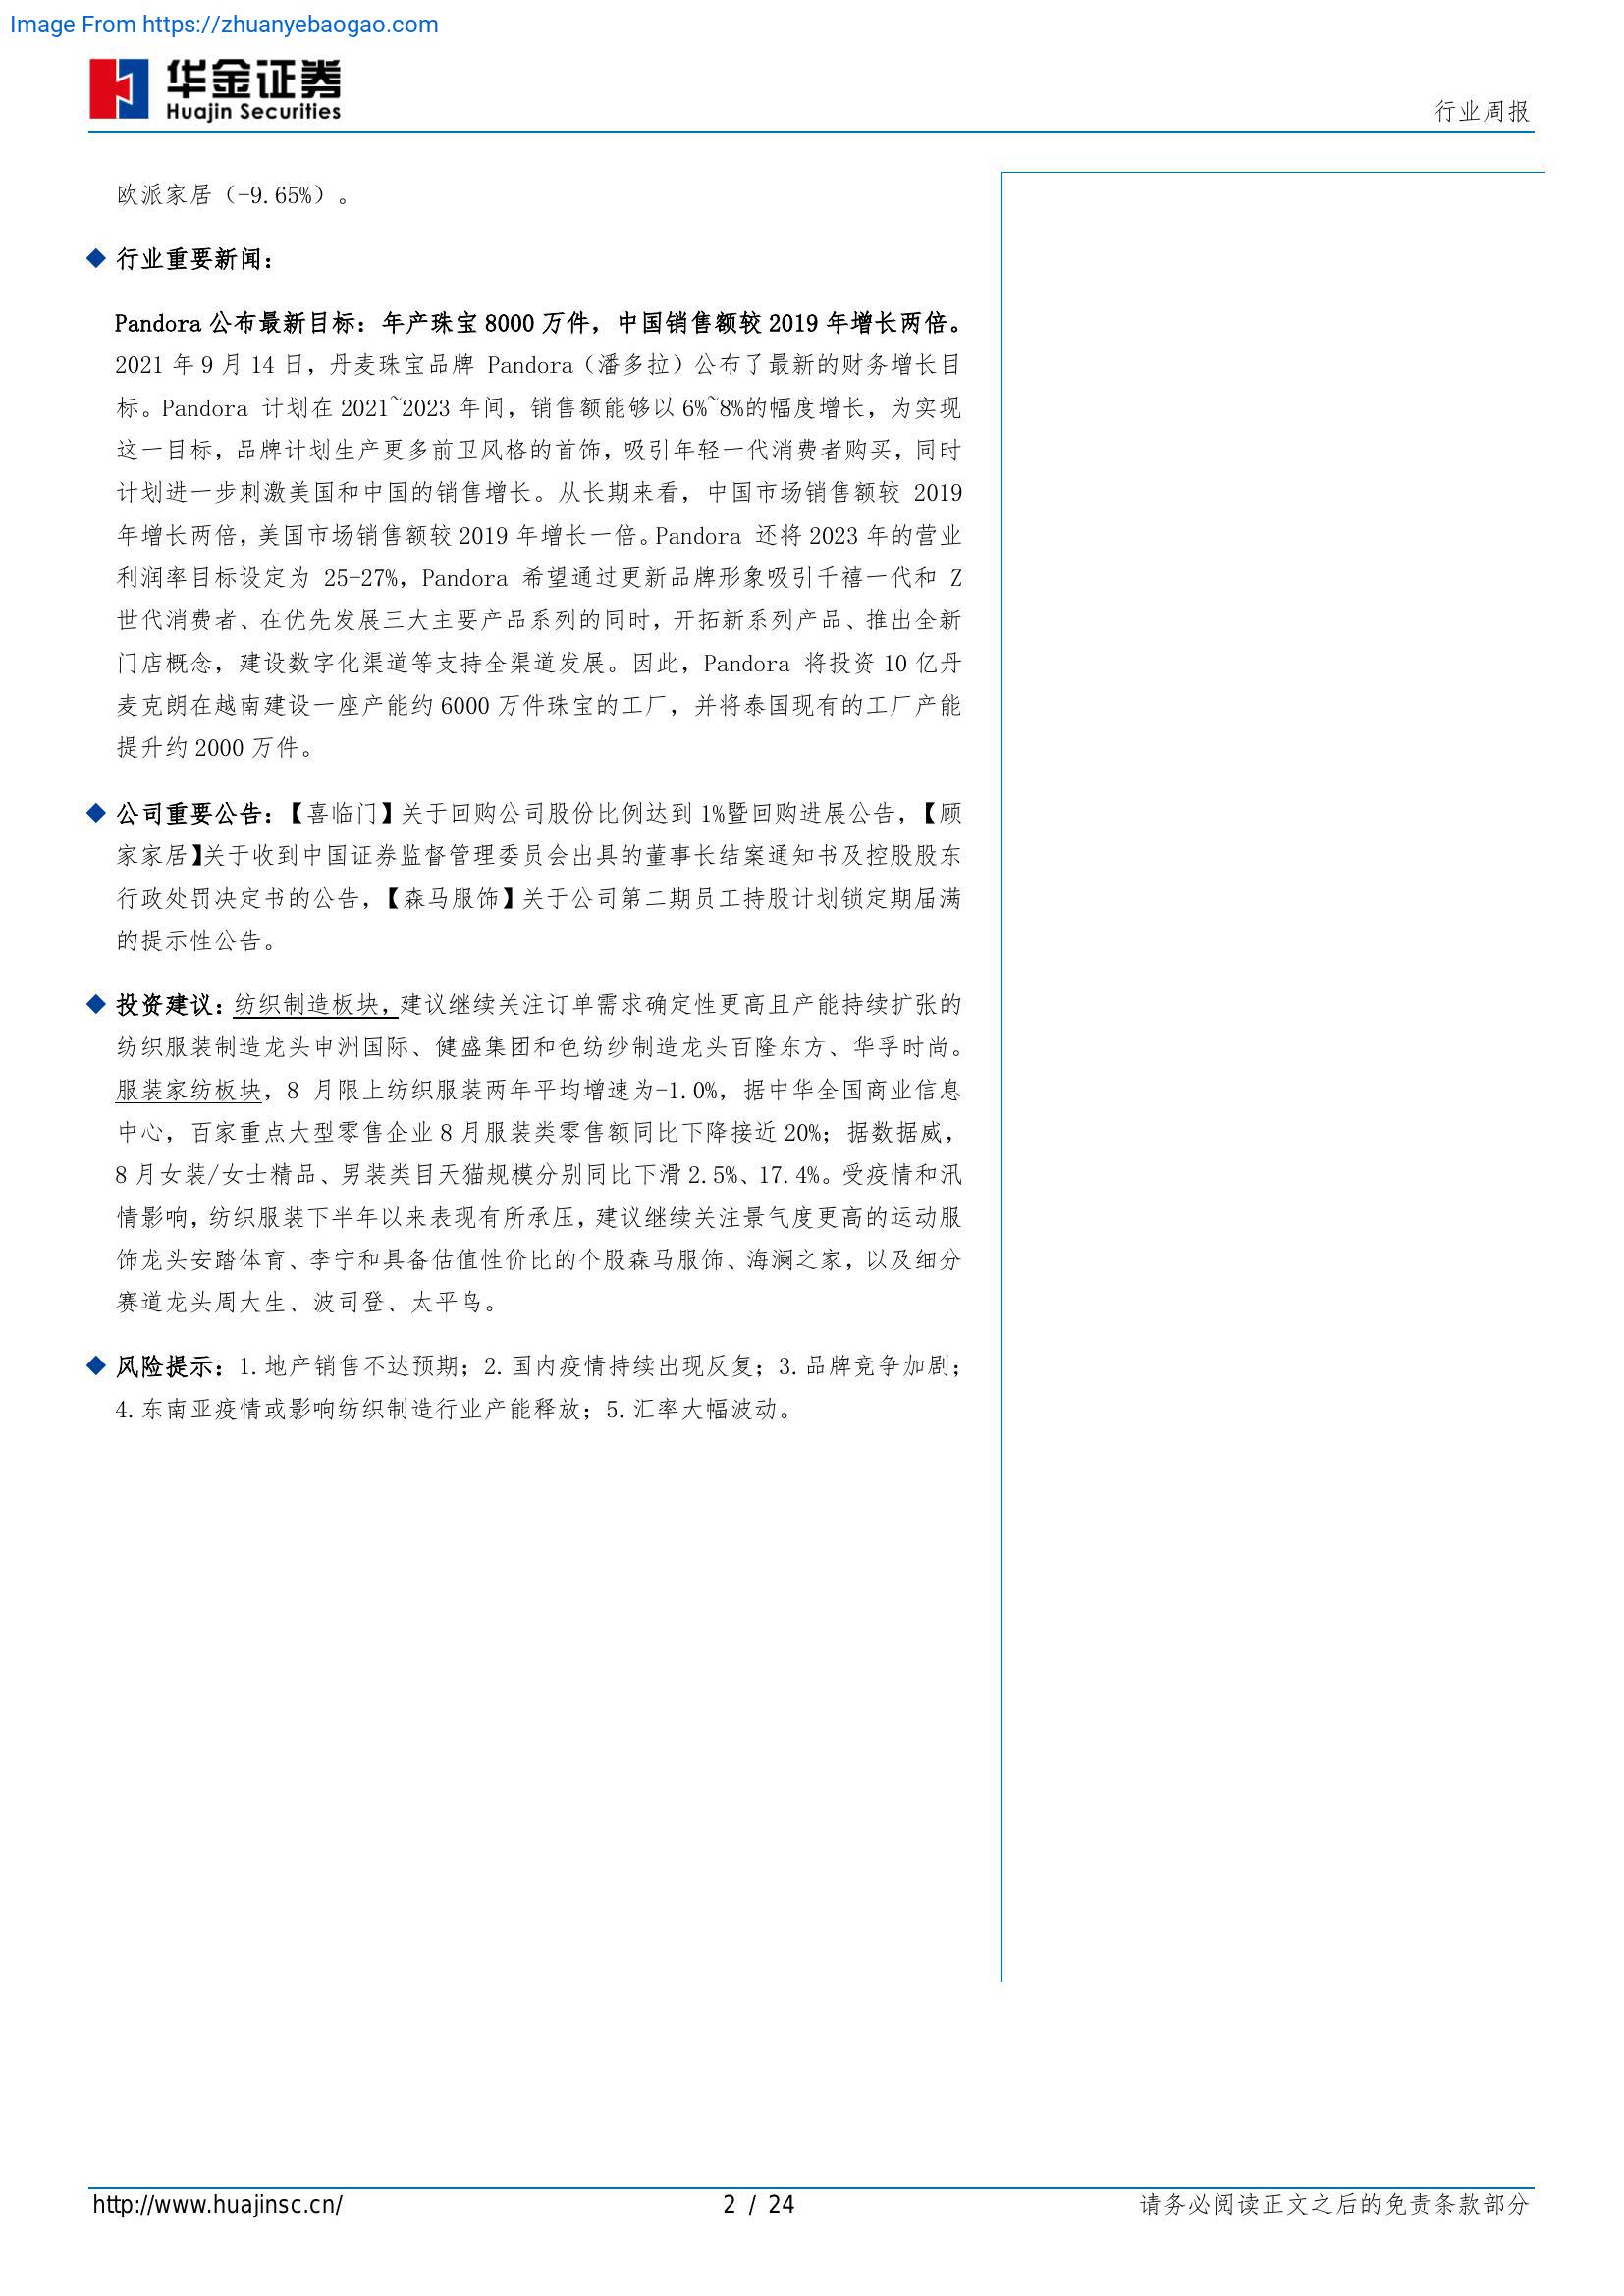 Image From https://zhuanyebaogao.com
华金证券
Huajin Securities
行业周报
欧派家居（-9.65%）。
◆ 行业重要新闻：
Pandora 公布最新目标：年产珠宝 8000 万件，中国销售额较 2019 年增长两倍。
2021 年 9 月 14 日，丹麦珠宝品牌 Pandora（潘多拉）公布了最新的财务增长目
标。Pandora 计划在 2021~2023 年间，销售额能够以 6%~8%的幅度增长，为实现
这一目标，品牌计划生产更多前卫风格的首饰，吸引年轻一代消费者购买，同时
计划进一步刺激美国和中国的销售增长。从长期来看，中国市场销售额较 2019
年增长两倍，美国市场销售额较 2019 年增长一倍。Pandora 还将 2023 年的营业
利润率目标设定为 25-27%，Pandora 希望通过更新品牌形象吸引千禧一代和 Z
世代消费者、在优先发展三大主要产品系列的同时，开拓新系列产品、推出全新
门店概念，建设数字化渠道等支持全渠道发展。因此，Pandora 将投资 10 亿丹
麦克朗在越南建设一座产能约 6000 万件珠宝的工厂，并将泰国现有的工厂产能
提升约 2000 万件。
◆ 公司重要公告：【喜临门】关于回购公司股份比例达到 1%暨回购进展公告，【顾
家家居】关于收到中国证券监督管理委员会出具的董事长结案通知书及控股股东
行政处罚决定书的公告，【森马服饰】关于公司第二期员工持股计划锁定期届满
的提示性公告。
◆ 投资建议：纺织制造板块，建议继续关注订单需求确定性更高且产能持续扩张的
纺织服装制造龙头申洲国际、健盛集团和色纺纱制造龙头百隆东方、华孚时尚。
服装家纺板块，8 月限上纺织服装两年平均增速为-1.0%，据中华全国商业信息
中心，百家重点大型零售企业 8 月服装类零售额同比下降接近 20%；据数据威，
8 月女装/女士精品、男装类目天猫规模分别同比下滑 2.5%、17.4%。受疫情和汛
情影响，纺织服装下半年以来表现有所承压，建议继续关注景气度更高的运动服
饰龙头安踏体育、李宁和具备估值性价比的个股森马服饰、海澜之家，以及细分
赛道龙头周大生、波司登、太平鸟。
◆ 风险提示：1.地产销售不达预期；2.国内疫情持续出现反复；3.品牌竞争加剧；
4.东南亚疫情或影响纺织制造行业产能释放；5.汇率大幅波动。
http://www.huajinsc.cn/
2 / 24
请务必阅读正文之后的免责条款部分